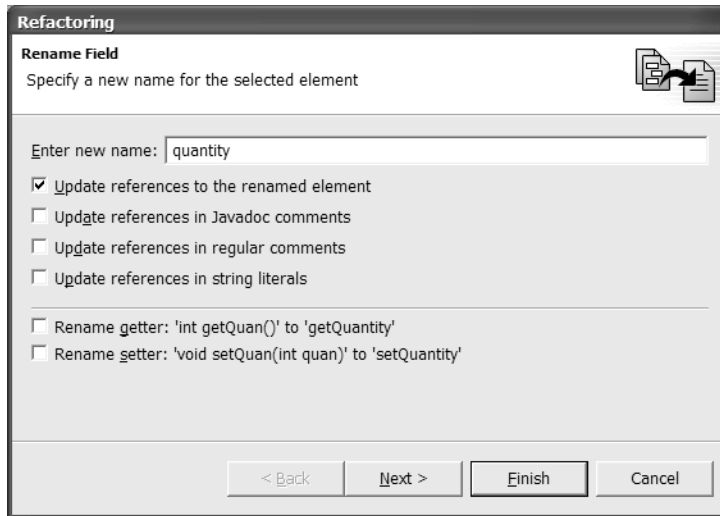 Refactoring
Rename Field
Specify a new name for the selected element
Enter new name: quantity
Update references to the renamed element
Update references in Javadoc comments
Update references in regular comments
Update references in string literals
Rename getter: 'int getQuan()' to 'getQuantity'
Rename setter: 'void setQuan(int quan)' to 'setQuantity'
< Back Next > Finish Cancel